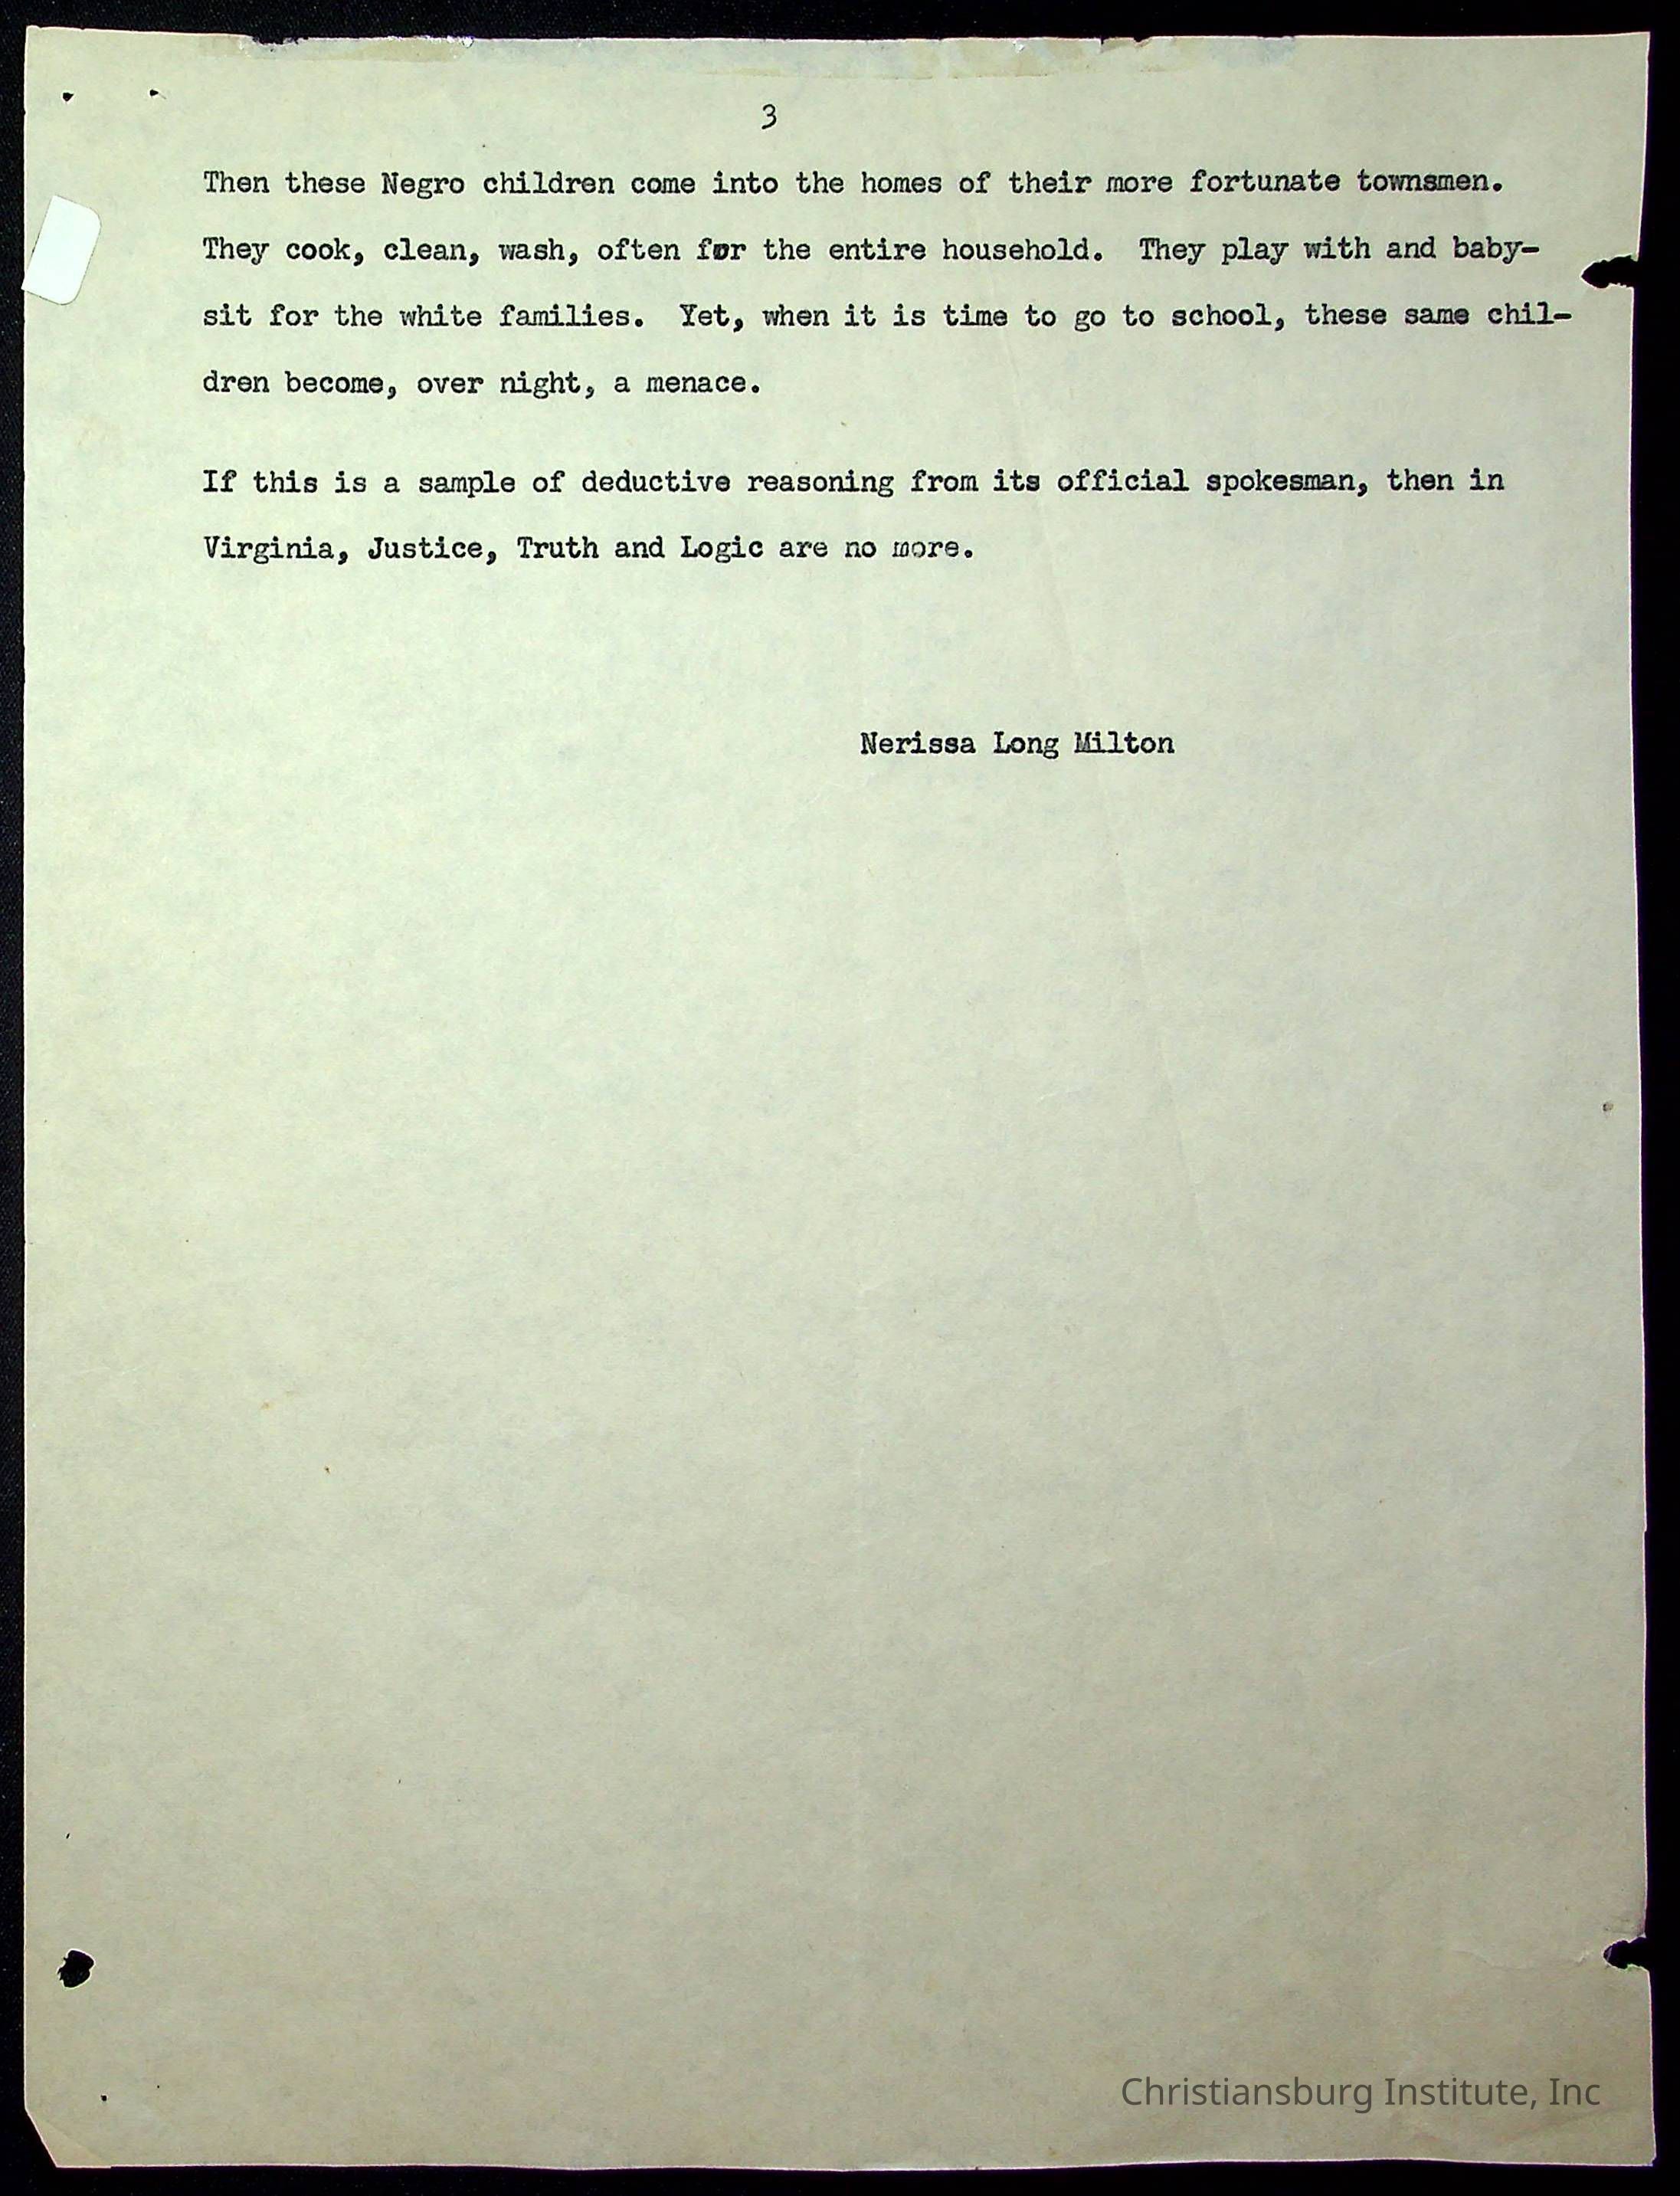 3
Then these Negro children come into the homes of their more fortunate townsmen.
They cook, clean, wash, often for the entire household.  They play with and baby-
sit for the white families.  Yet, when it is time to go to school, these same chil-
dren become, over night, a menace.
If this is a sample of deductive reasoning from its official spokesman, then in
Virginia, Justice, Truth and Logic are no more.
Nerissa Long Milton
Christiansburg Institute, Inc